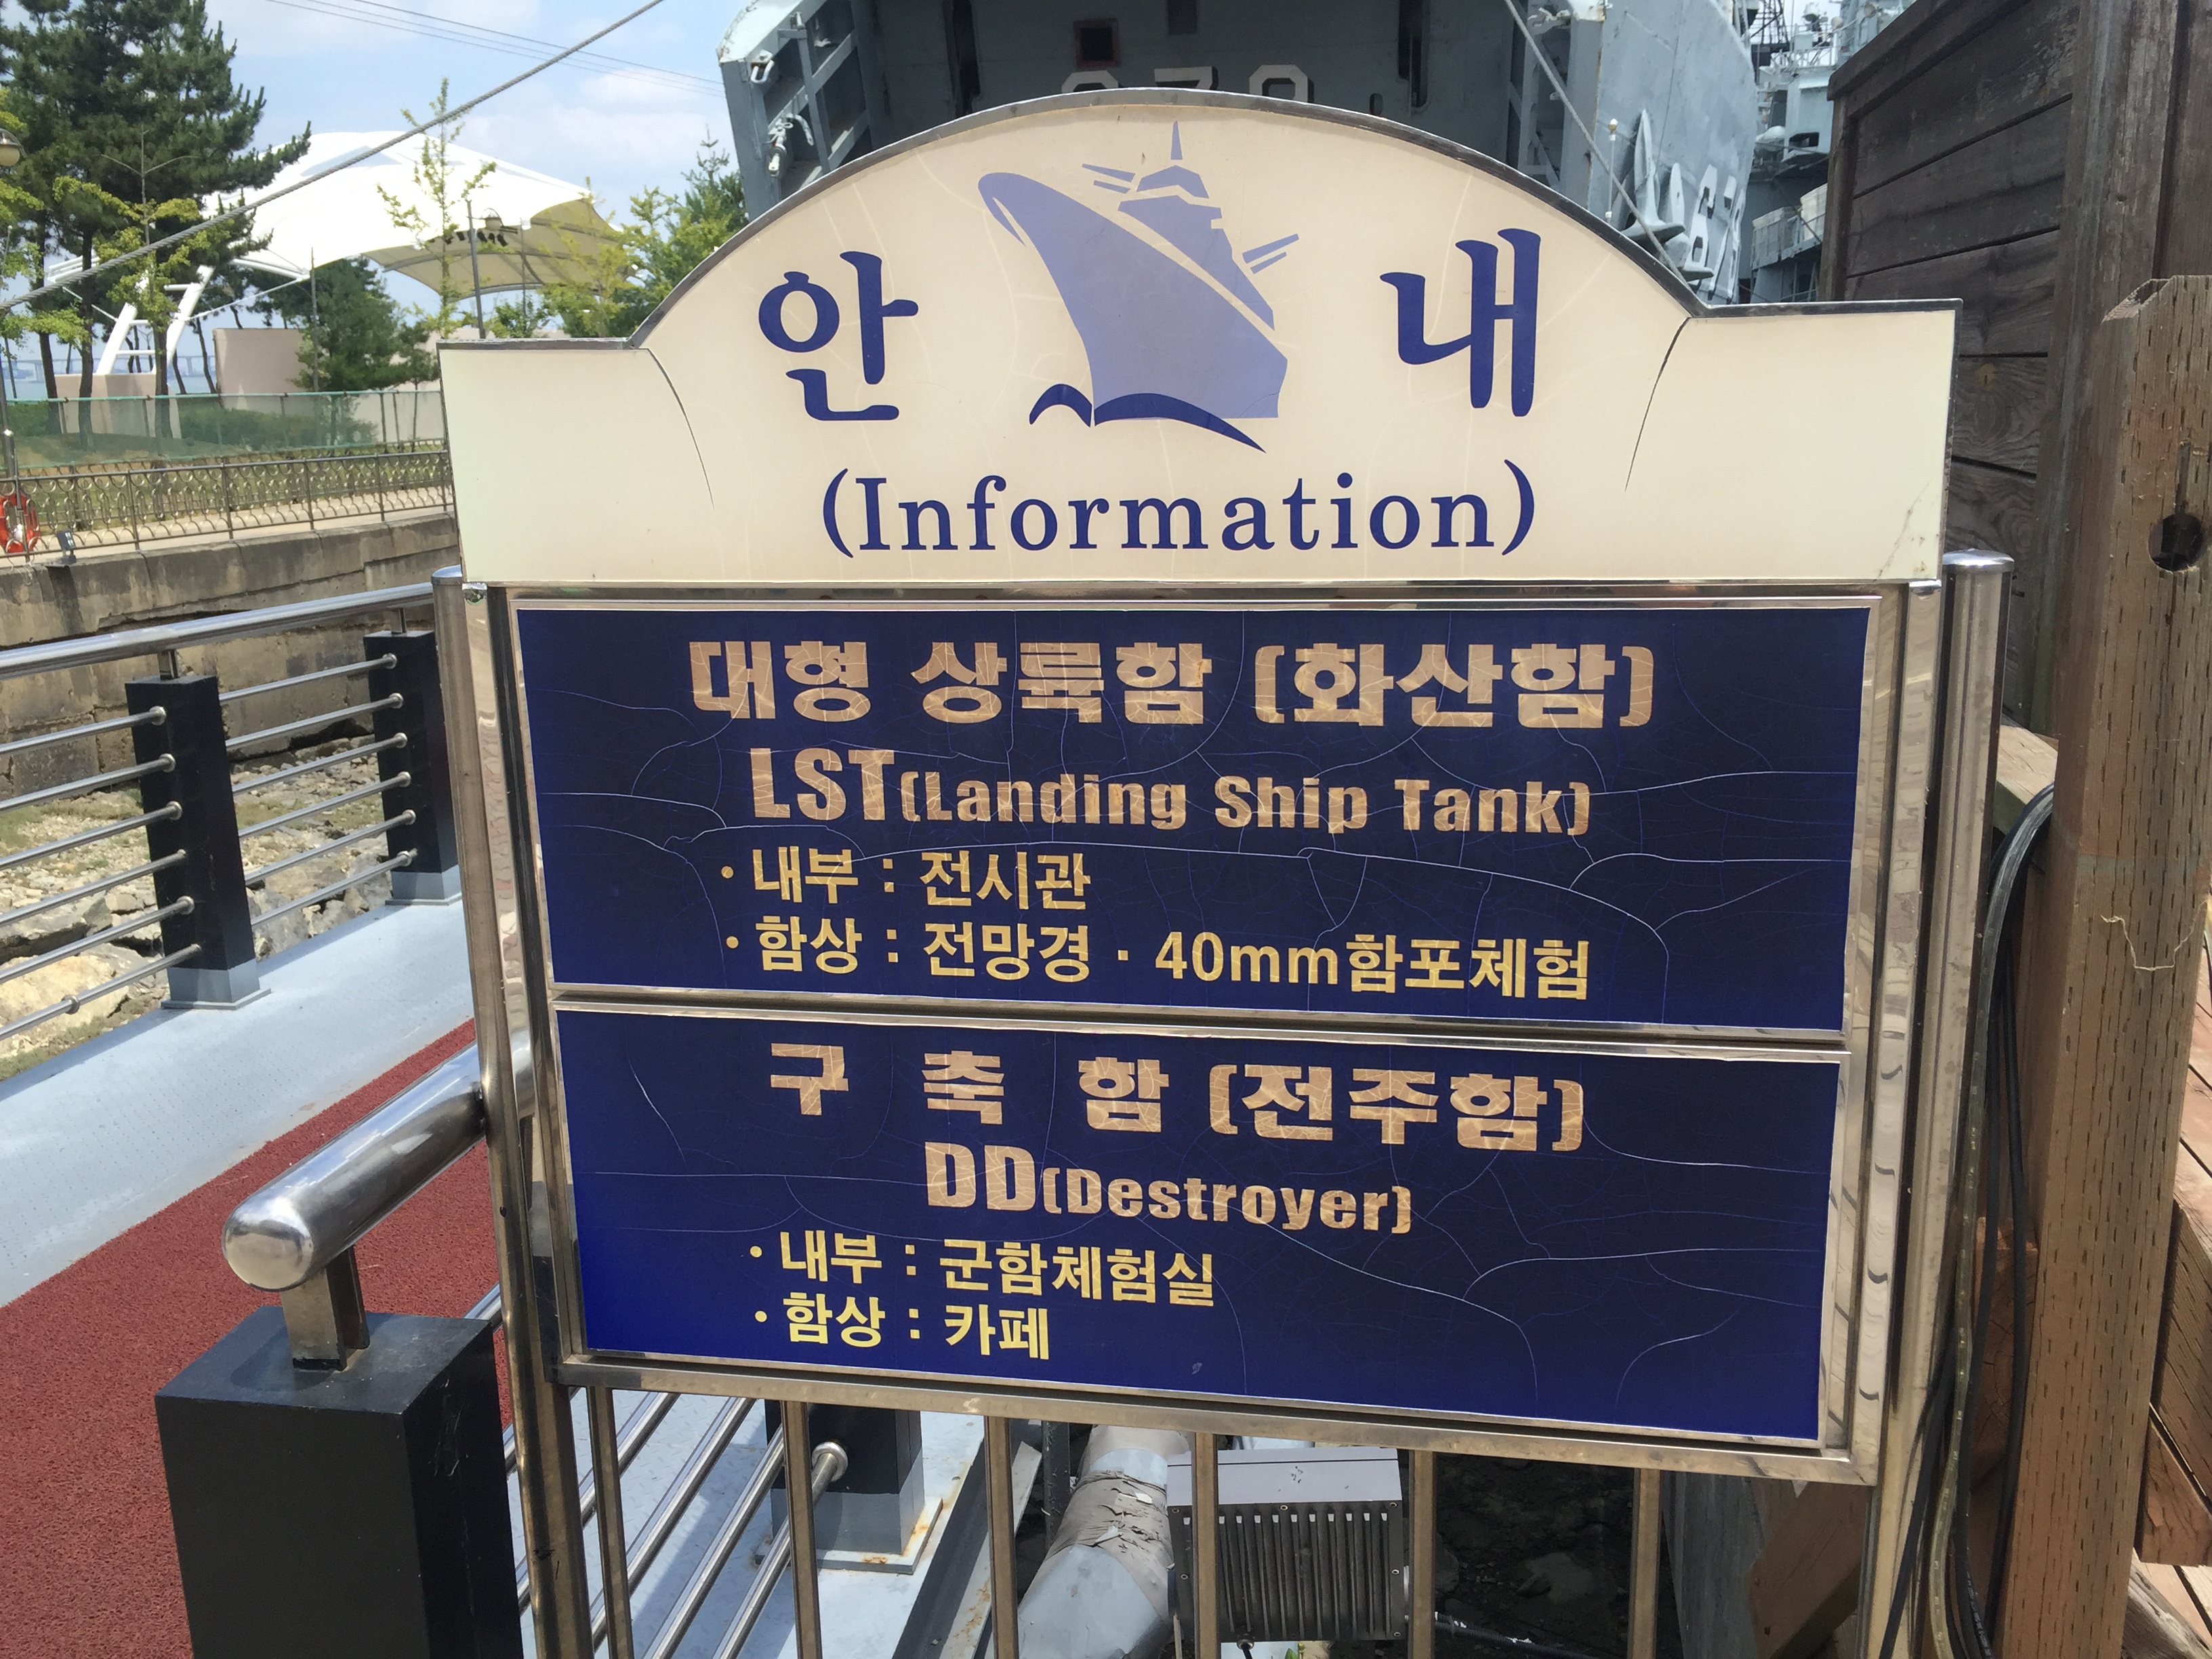 안 내
(Information)
대형 상륙함 (화산함)
LST(Landing Ship Tank)
· 내부 : 전시관
· 함상 : 전망경 · 40mm함포체험
구 축 함 (전주함)
DD(Destroyer)
· 내부 : 군함체험실
· 함상 : 카페